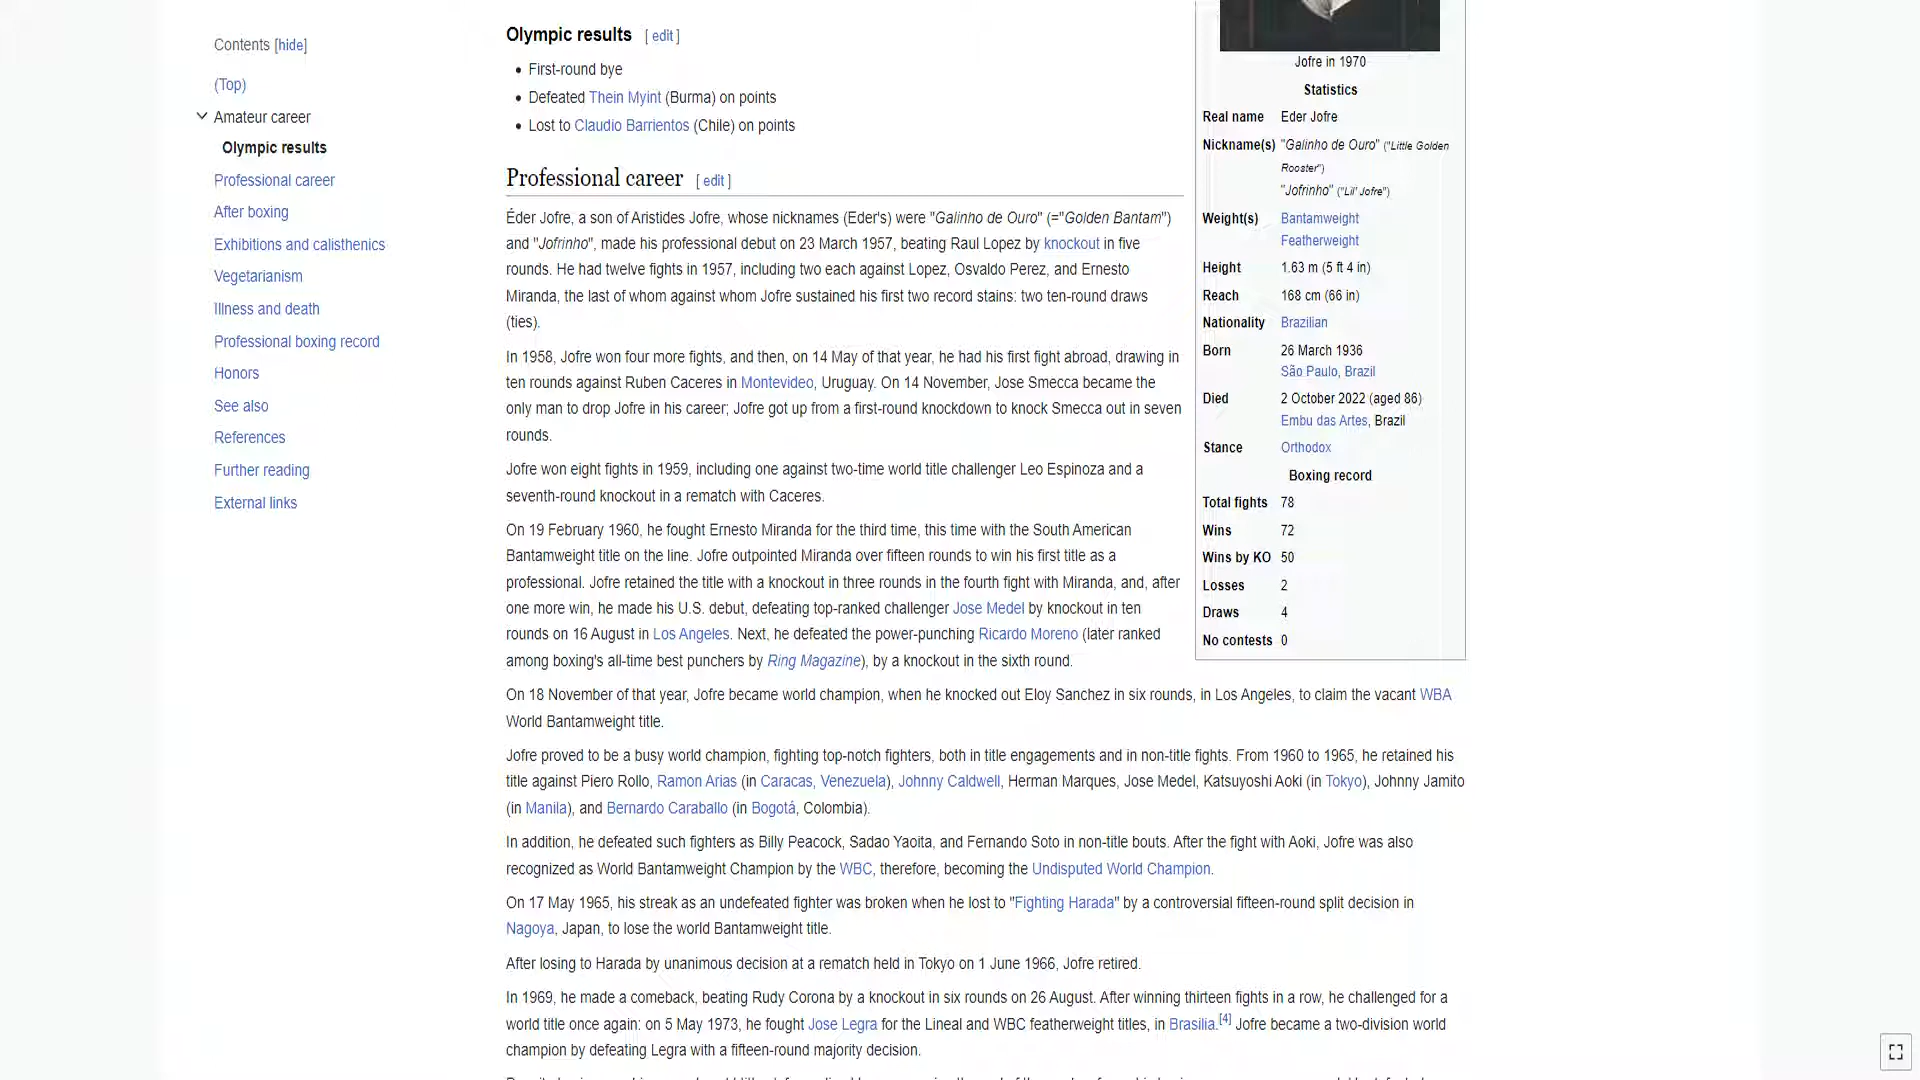 Contents [hide]
(Top)
Amateur career
Olympic results
Professional career
After boxing
Exhibitions and calisthenics
Vegetarianism
Illness and death
Professional boxing record
Honors
See also
References
Further reading
External links
Olympic results [ edit ]
• First-round bye
• Defeated Thein Myint (Burma) on points
• Lost to Claudio Barrientos (Chile) on points
Professional career [ edit ]
Éder Jofre, a son of Aristides Jofre, whose nicknames (Eder's) were "Galinho de Ouro" (="Golden Bantam")
and "Jofrinho", made his professional debut on 23 March 1957, beating Raul Lopez by knockout in five
rounds. He had twelve fights in 1957, including two each against Lopez, Osvaldo Perez, and Ernesto
Miranda, the last of whom against whom Jofre sustained his first two record stains: two ten-round draws
(ties).
In 1958, Jofre won four more fights, and then, on 14 May of that year, he had his first fight abroad, drawing in
ten rounds against Ruben Caceres in Montevideo, Uruguay. On 14 November, Jose Smecca became the
only man to drop Jofre in his career; Jofre got up from a first-round knockdown to knock Smecca out in seven
rounds.
Jofre won eight fights in 1959, including one against two-time world title challenger Leo Espinoza and a
seventh-round knockout in a rematch with Caceres.
On 19 February 1960, he fought Ernesto Miranda for the third time, this time with the South American
Bantamweight title on the line. Jofre outpointed Miranda over fifteen rounds to win his first title as a
professional. Jofre retained the title with a knockout in three rounds in the fourth fight with Miranda, and, after
one more win, he made his U.S. debut, defeating top-ranked challenger Jose Medel by knockout in ten
rounds on 16 August in Los Angeles. Next, he defeated the power-punching Ricardo Moreno (later ranked
among boxing's all-time best punchers by Ring Magazine), by a knockout in the sixth round.
On 18 November of that year, Jofre became world champion, when he knocked out Eloy Sanchez in six rounds, in Los Angeles, to claim the vacant WBA
World Bantamweight title.
Jofre proved to be a busy world champion, fighting top-notch fighters, both in title engagements and in non-title fights. From 1960 to 1965, he retained his
title against Piero Rollo, Ramon Arias (in Caracas, Venezuela), Johnny Caldwell, Herman Marques, Jose Medel, Katsuyoshi Aoki (in Tokyo), Johnny Jamito
(in Manila), and Bernardo Caraballo (in Bogotá, Colombia).
In addition, he defeated such fighters as Billy Peacock, Sadao Yaoita, and Fernando Soto in non-title bouts. After the fight with Aoki, Jofre was also
recognized as World Bantamweight Champion by the WBC, therefore, becoming the Undisputed World Champion.
On 17 May 1965, his streak as an undefeated fighter was broken when he lost to "Fighting Harada" by a controversial fifteen-round split decision in
Nagoya, Japan, to lose the world Bantamweight title.
After losing to Harada by unanimous decision at a rematch held in Tokyo on 1 June 1966, Jofre retired.
In 1969, he made a comeback, beating Rudy Corona by a knockout in six rounds on 26 August. After winning thirteen fights in a row, he challenged for a
world title once again: on 5 May 1973, he fought Jose Legra for the Lineal and WBC featherweight titles, in Brasilia.[4] Jofre became a two-division world
champion by defeating Legra with a fifteen-round majority decision.
Jofre in 1970
Statistics
Real name Eder Jofre
Nickname(s) "Galinho de Ouro" ("Little Golden
Rooster")
"Jofrinho" ("Lil' Jofre")
Weight(s) Bantamweight
Featherweight
Height 1.63 m (5 ft 4 in)
Reach 168 cm (66 in)
Nationality Brazilian
Born 26 March 1936
São Paulo, Brazil
Died 2 October 2022 (aged 86)
Embu das Artes, Brazil
Stance Orthodox
Boxing record
Total fights 78
Wins 72
Wins by KO 50
Losses 2
Draws 4
No contests 0